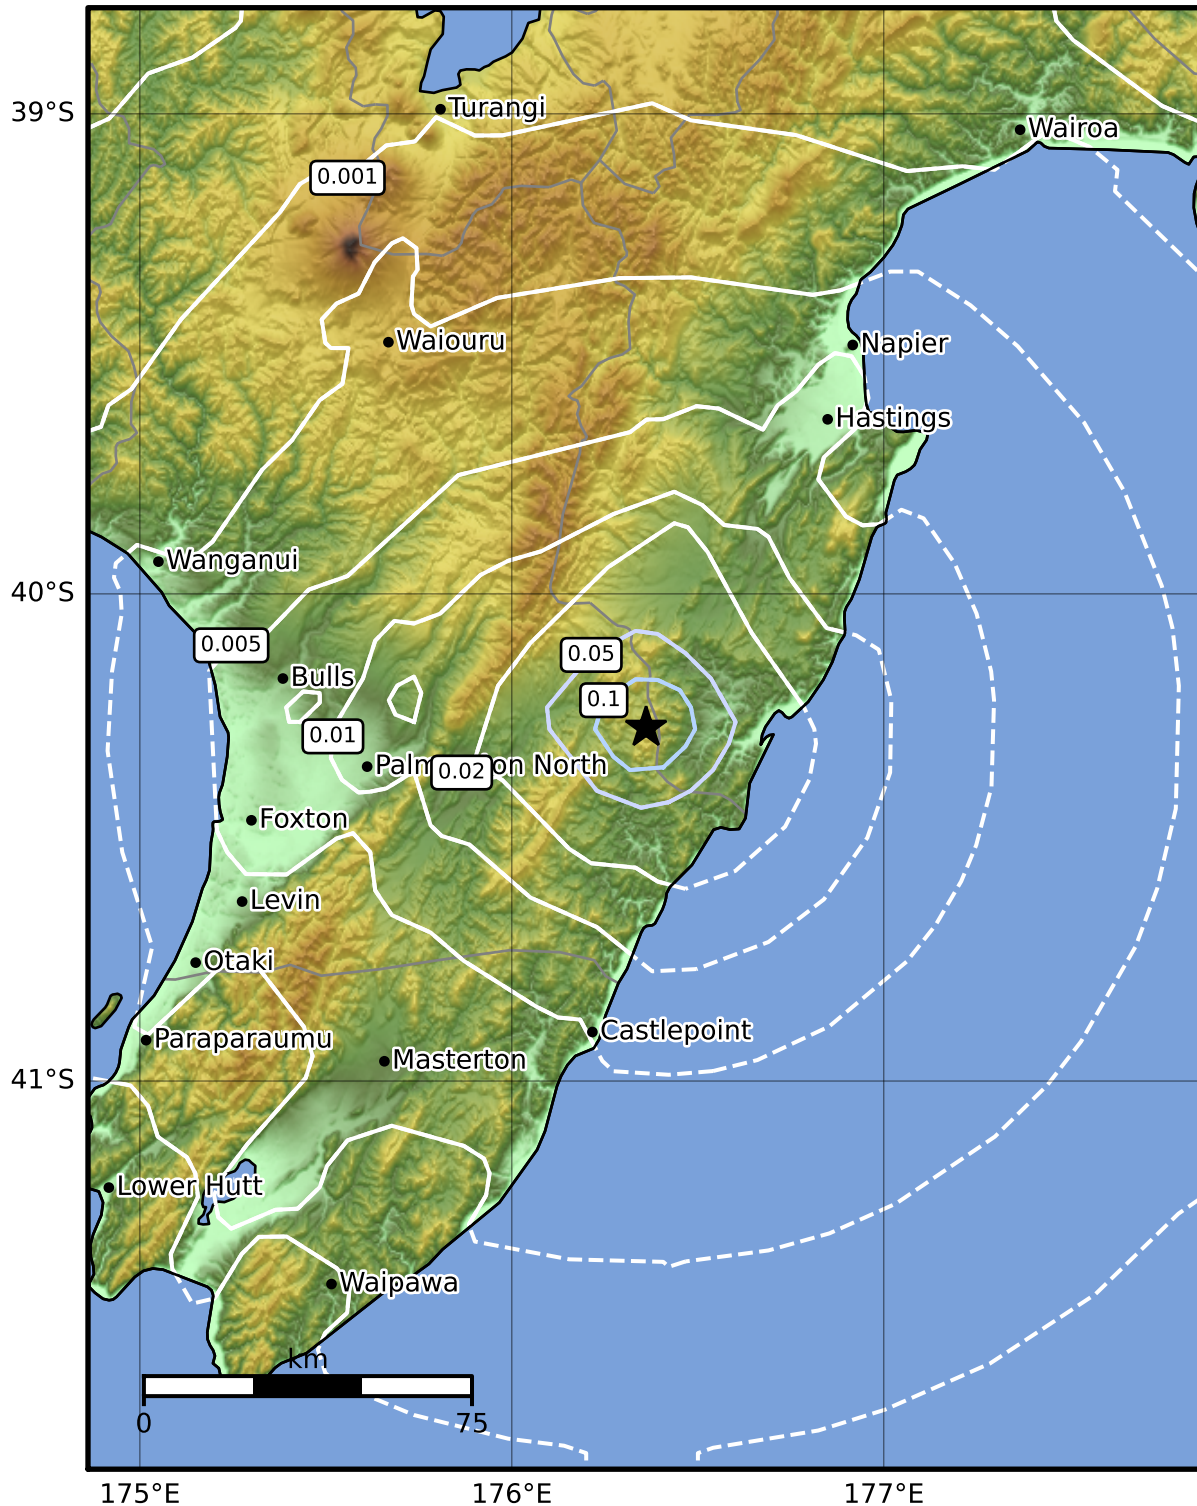 39°S
Turangi
Wairoa
0.001
Waiouru
Napier
Hastings
Wanganui
40°S
0.005
0.05
Bulls
0.1
0.01
Palm on North
0.02
Foxton
Levin
Otaki
Castlepoint
Paraparaumu
Masterton
41°S
Lower Hutt
Waipawa
km
0 75
175°E 176°E 177°E